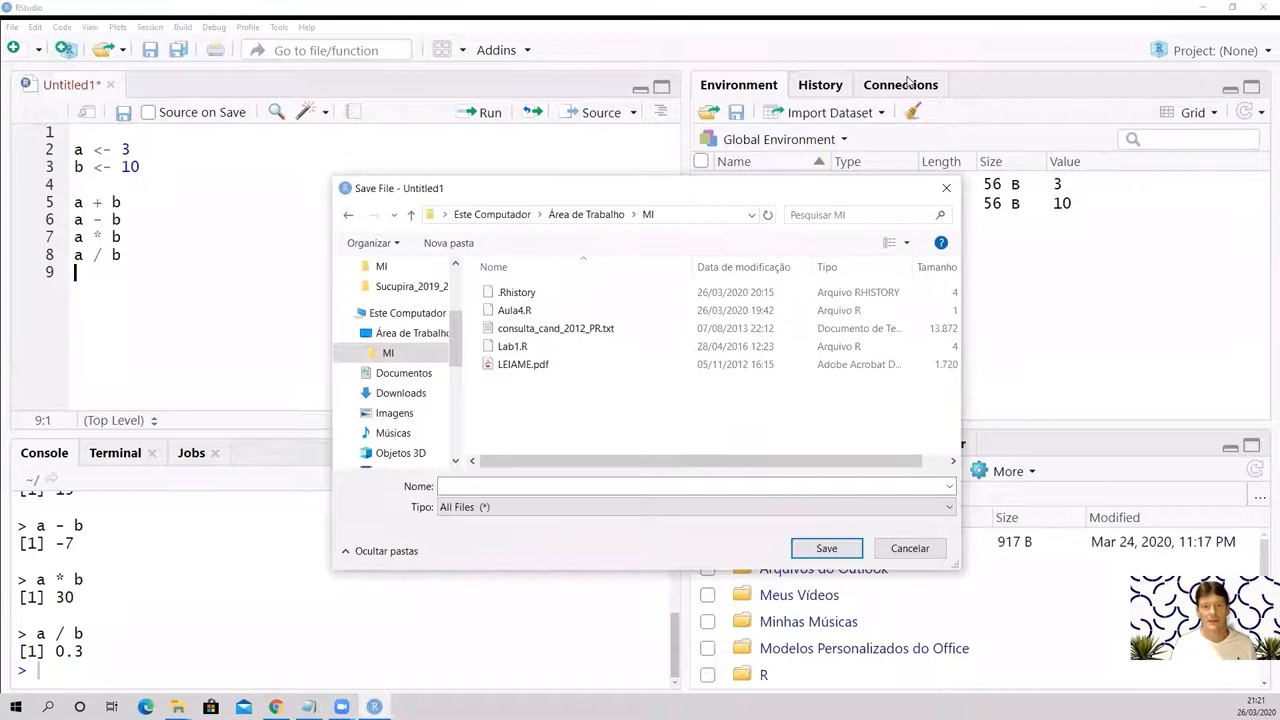 RStudio
File Edit Code View Plots Session Build Debug Profile Tools Help
Go to file/function
Addins
Project: (None)
Untitled1*
Source on Save
Run
Source
1
2 a <- 3
3 b <- 10
4
5 a + b
6 a - b
7 a * b
8 a / b
9
9:1 (Top Level)
Environment History Connections
Import Dataset
Grid
Global Environment
Name Type Length Size Value
56 B 3
56 B 10
Save File - Untitled1
Este Computador > Área de Trabalho > MI
Pesquisar MI
Organizar Nova pasta
MI
Sucupira_2019_2
Este Computador
Área de Trabalho
MI
Documentos
Downloads
Imagens
Músicas
Objetos 3D
Nome Data de modificação Tipo Tamanho
.Rhistory 26/03/2020 20:15 Arquivo RHISTORY 4
Aula4.R 26/03/2020 19:42 Arquivo R 1
consulta_cand_2012_PR.txt 07/08/2013 22:12 Documento de Te... 13.872
Lab1.R 28/04/2016 12:23 Arquivo R 4
LEIAME.pdf 05/11/2012 16:15 Adobe Acrobat D... 1.720
Nome:
Tipo: All Files (*)
Ocultar pastas
Save
Cancelar
Console Terminal Jobs
~/
> a - b
[1] -7
> a * b
[1] 30
> a / b
[1] 0.3
>
More
...
Size Modified
917 B Mar 24, 2020, 11:17 PM
Arquivos do Outlook
Meus Vídeos
Minhas Músicas
Modelos Personalizados do Office
R
21:21
26/03/2020